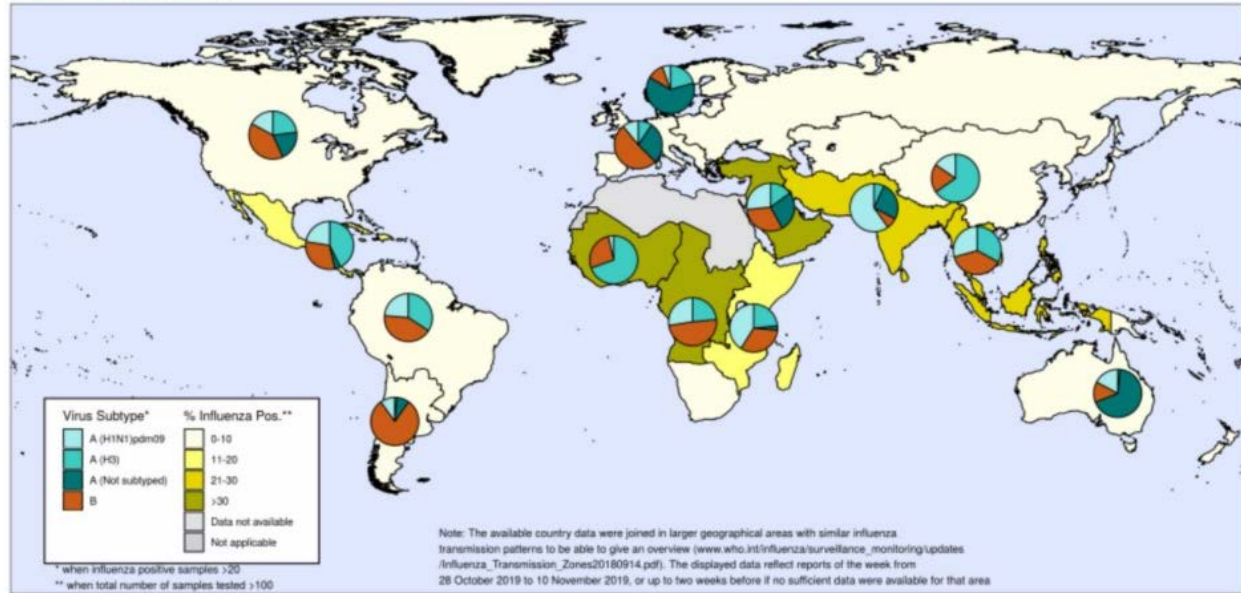 Virus Subtype*
A (H1N1)pdm09
A (H3)
A (Not subtyped)
B
% Influenza Pos.**
0-10
11-20
21-30
>30
Data not available
Not applicable
* when influenza positive samples >20
** when total number of samples tested >100
Note: The available country data were joined in larger geographical areas with similar influenza
transmission patterns to be able to give an overview (www.who.int/influenza/surveillance_monitoring/updates
/Influenza_Transmission_Zones20180914.pdf). The displayed data reflect reports of the week from
28 October 2019 to 10 November 2019, or up to two weeks before if no sufficient data were available for that area